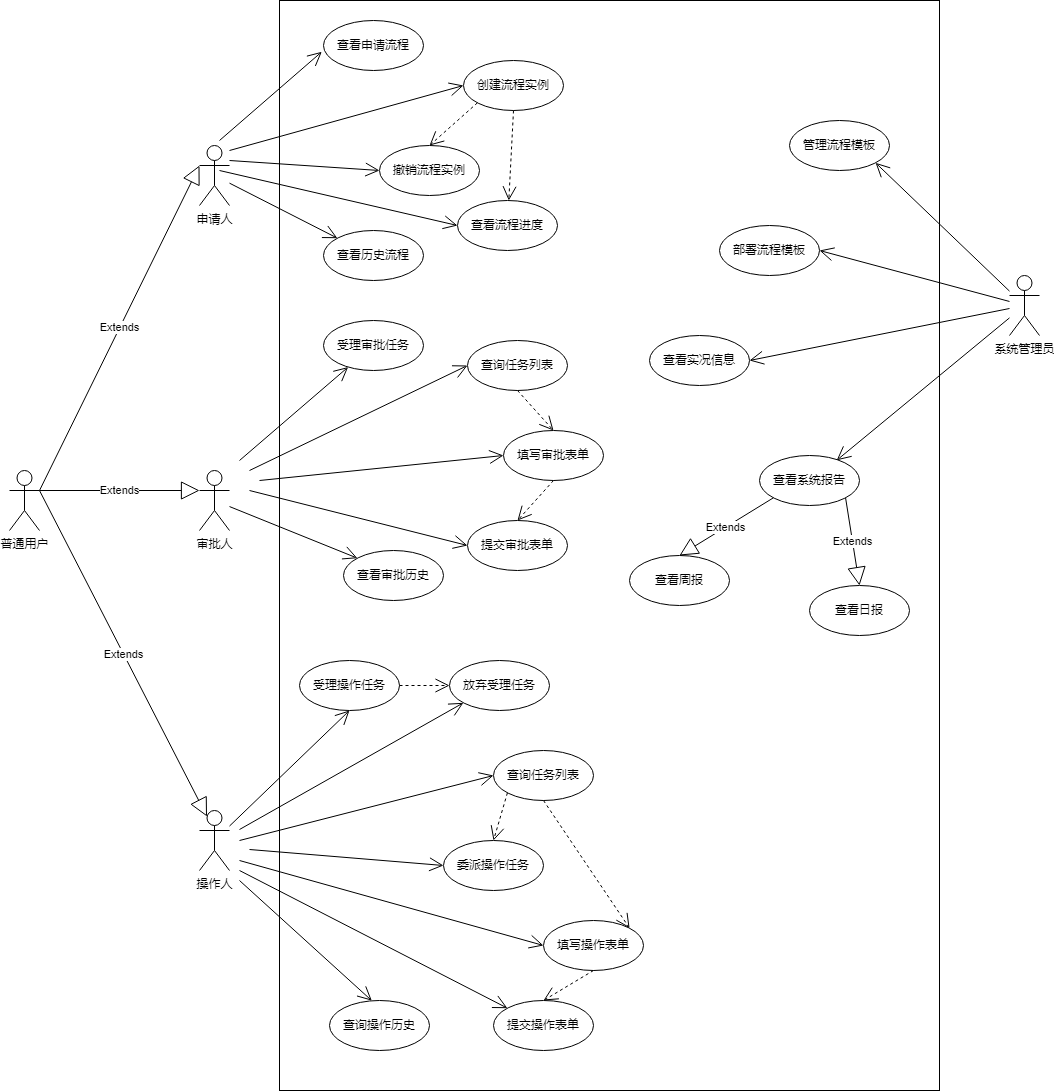 查看申请流程
创建流程实例
撤销流程实例
查看流程进度
查看历史流程
申请人
管理流程模板
部署流程模板
查看实况信息
系统管理员
Extends
受理审批任务
查询任务列表
填写审批表单
提交审批表单
查看审批历史
普通用户
Extends
审批人
查看系统报告
Extends
Extends
查看周报
查看日报
Extends
受理操作任务
放弃受理任务
查询任务列表
委派操作任务
操作人
填写操作表单
查询操作历史
提交操作表单